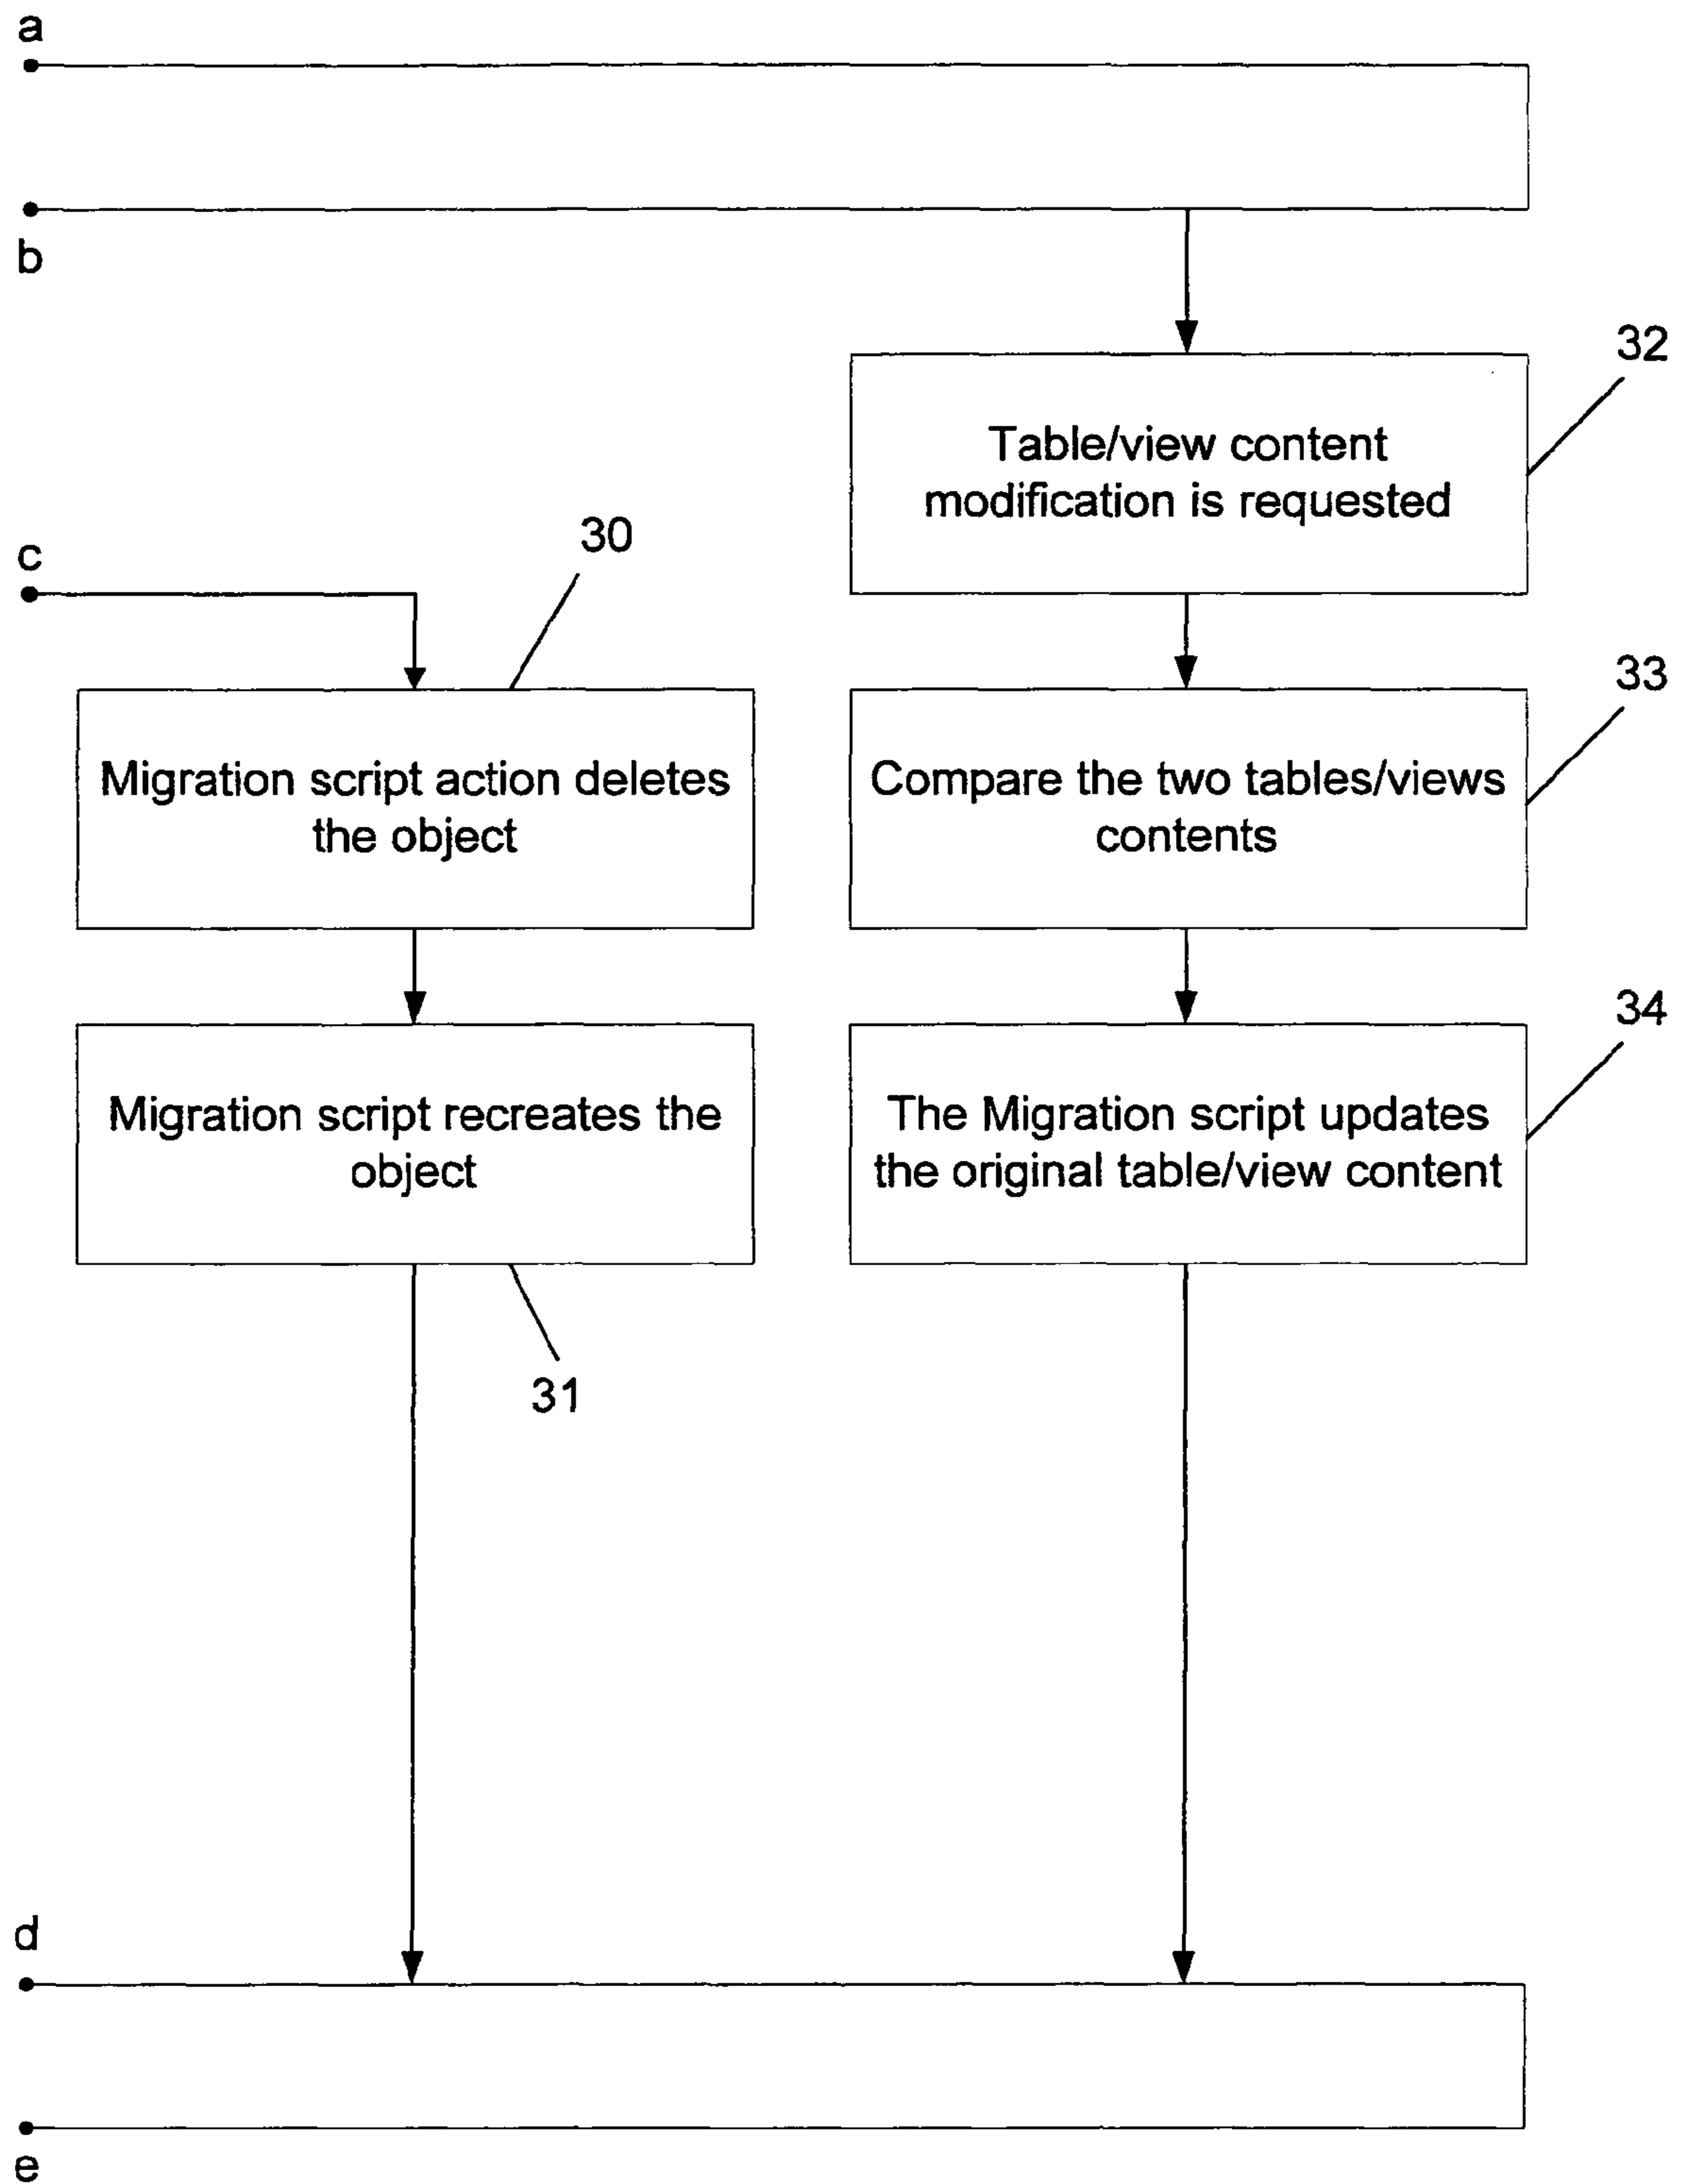 a
b
32
Table/view content
modification is requested
c
30
33
Migration script action deletes
the object
Compare the two tables/views
contents
34
Migration script recreates the
object
The Migration script updates
the original table/view content
31
d
e